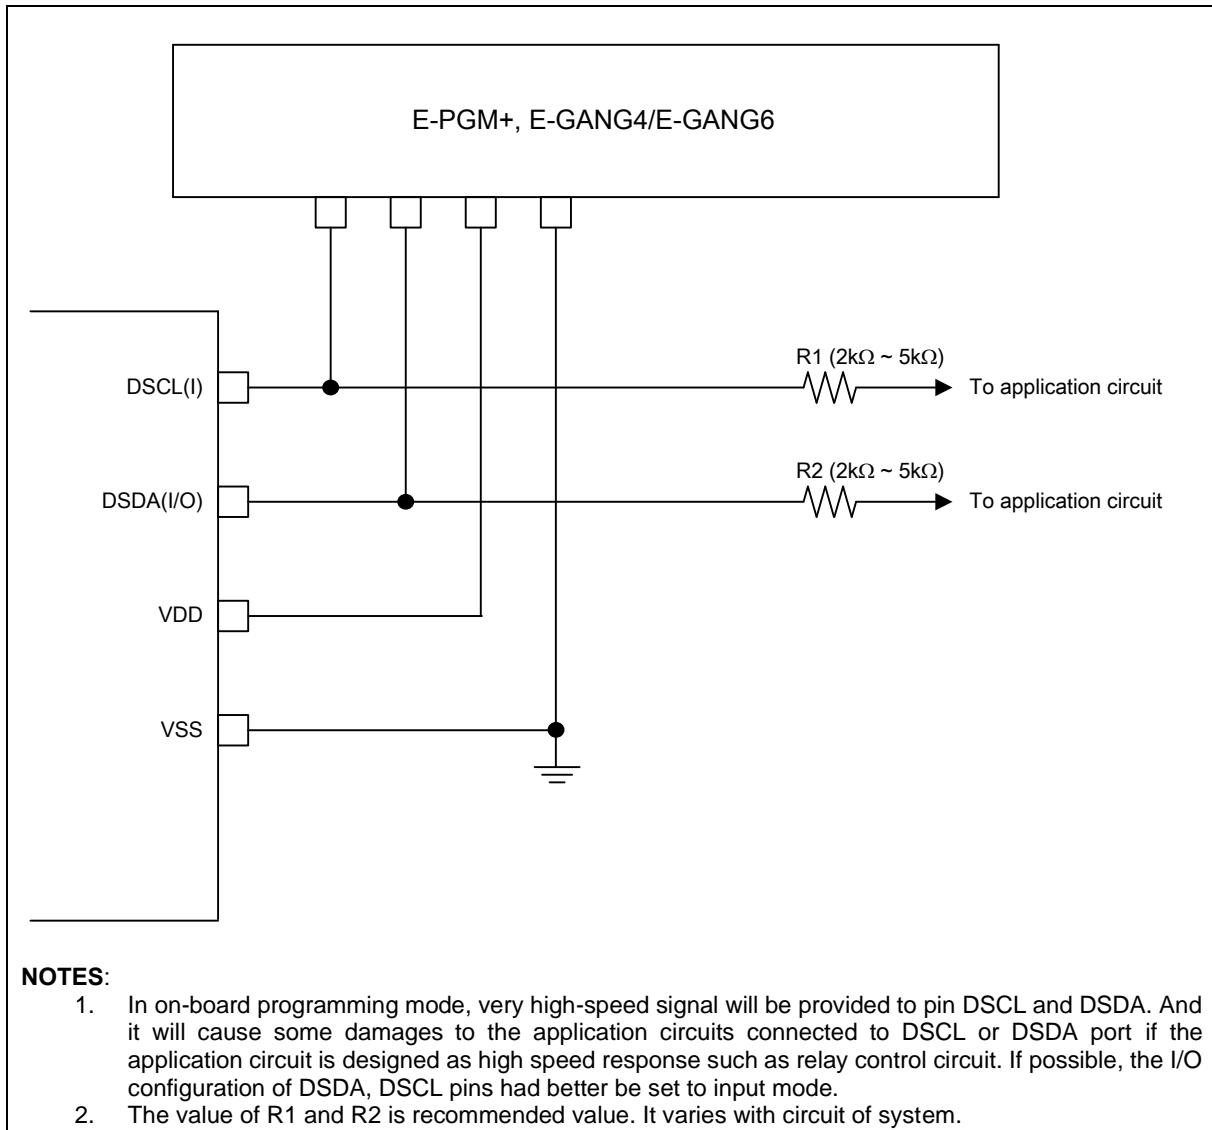 E-PGM+, E-GANG4/E-GANG6
R1 (2kΩ ~ 5kΩ)
DSCL(I)
To application circuit
R2 (2kΩ ~ 5kΩ)
DSDA(I/O)
To application circuit
VDD
VSS
NOTES:
1. In on-board programming mode, very high-speed signal will be provided to pin DSCL and DSDA. And
it will cause some damages to the application circuits connected to DSCL or DSDA port if the
application circuit is designed as high speed response such as relay control circuit. If possible, the I/O
configuration of DSDA, DSCL pins had better be set to input mode.
2. The value of R1 and R2 is recommended value. It varies with circuit of system.